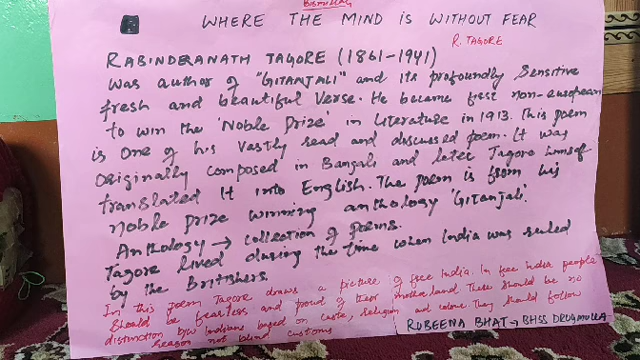 BISMILLAH
WHERE THE MIND is WITHOUT FEAR
R. TAGORE
RABINDERANATH TAGORE (1861-1941)
Was author of "GITANJALI" and its profoundly Sensitive
fresh and beautiful Verse. He became first non-european
to win the 'Noble Prize' in Literature in 1913. This poem
is One of his Vastly read and discussed poem. It was
Originally composed in Bangali and later Tagore himself
translated It into English. The poem is from his
noble prize winning anthology 'Gitanjali'.
Anthology → collection of poems.
Tagore lived during the time when India was ruled
by the Britishers.
In this poem Tagore draws a picture of free India. In free India people
Should be fearless and proud of their motherland There should be no
distinction b/w Indians based on caste, religion and colour. They should follow
reason not blind customs
RUBEENA BHAT → BHSS DRUGMULLA